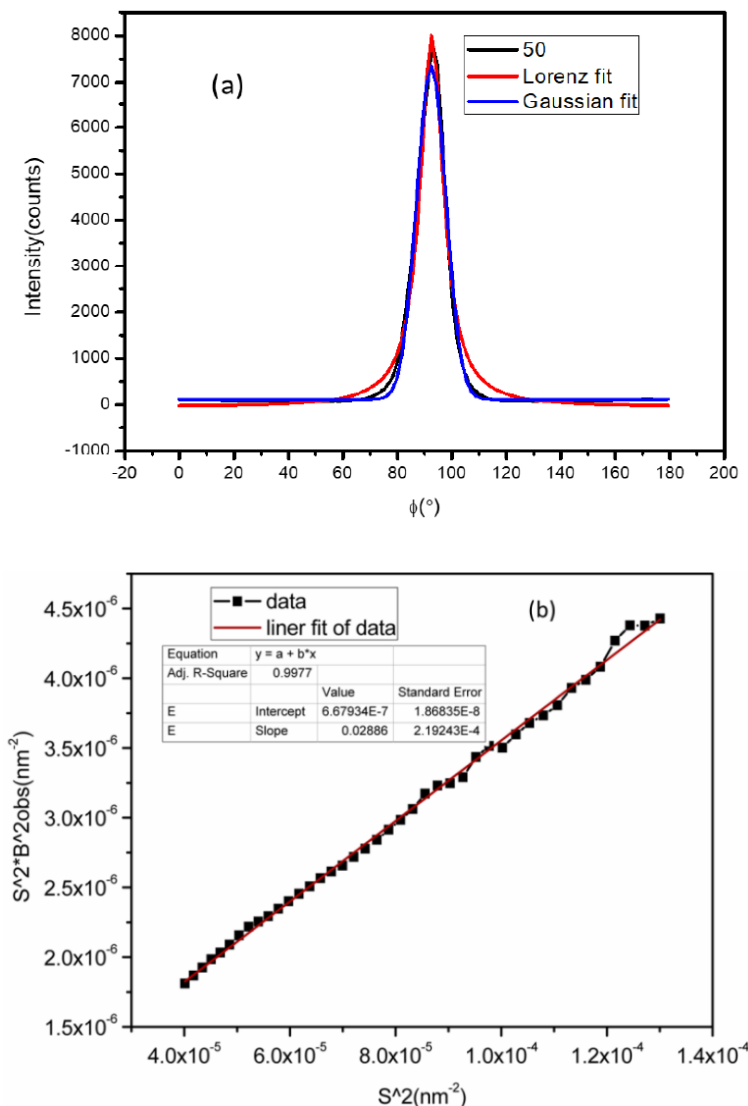 (a)
50
Lorenz fit
Gaussian fit
Intensity(counts)
8000
7000
6000
5000
4000
3000
2000
1000
0
-1000
-20 0 20 40 60 80 100 120 140 160 180 200
ϕ(°)
(b)
data
liner fit of data
Equation y = a + b*x
Adj. R-Square 0.9977
Value Standard Error
E Intercept 6.67934E-7 1.86835E-8
E Slope 0.02886 2.19243E-4
S^2*B^2obs(nm⁻²)
4.5x10⁻⁶
4.0x10⁻⁶
3.5x10⁻⁶
3.0x10⁻⁶
2.5x10⁻⁶
2.0x10⁻⁶
1.5x10⁻⁶
4.0x10⁻⁵ 6.0x10⁻⁵ 8.0x10⁻⁵ 1.0x10⁻⁴ 1.2x10⁻⁴ 1.4x10⁻⁴
S^2(nm⁻²)